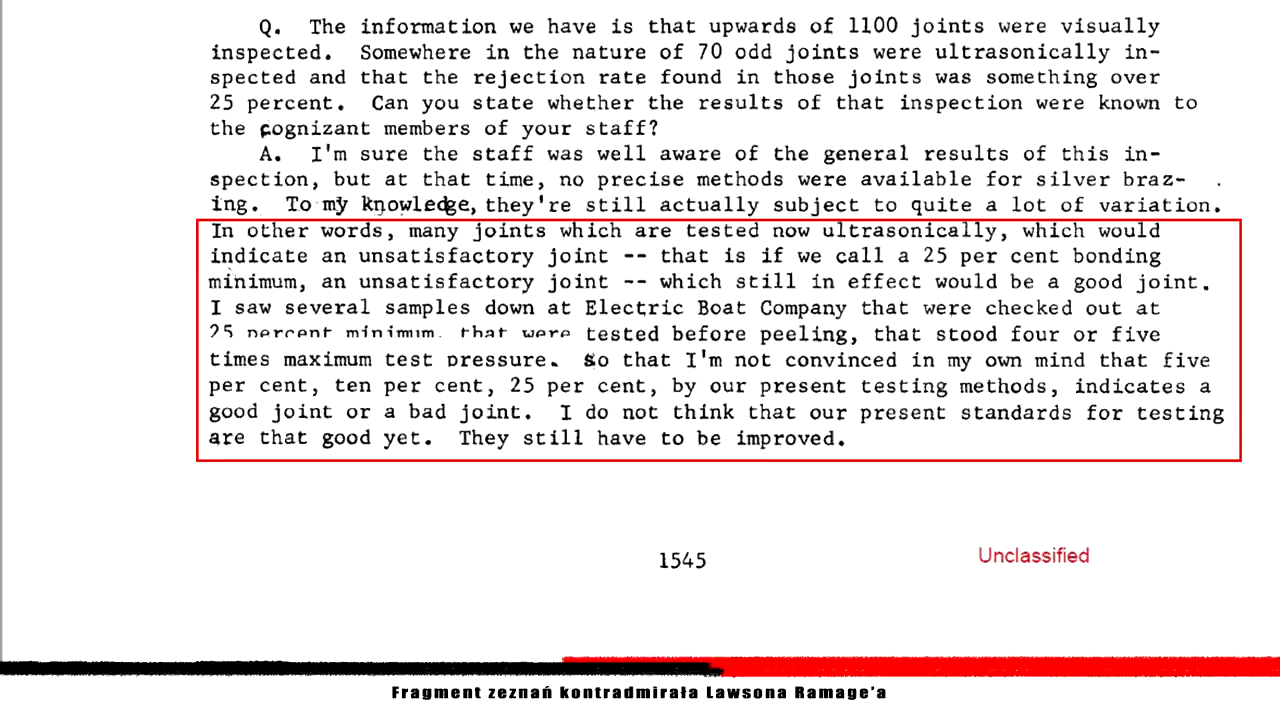 Q. The information we have is that upwards of 1100 joints were visually
inspected. Somewhere in the nature of 70 odd joints were ultrasonically in-
spected and that the rejection rate found in those joints was something over
25 percent. Can you state whether the results of that inspection were known to
the cognizant members of your staff?
A. I'm sure the staff was well aware of the general results of this in-
spection, but at that time, no precise methods were available for silver braz-
ing. To my knowledge, they're still actually subject to quite a lot of variation.
In other words, many joints which are tested now ultrasonically, which would
indicate an unsatisfactory joint -- that is if we call a 25 per cent bonding
minimum, an unsatisfactory joint -- which still in effect would be a good joint.
I saw several samples down at Electric Boat Company that were checked out at
25 percent minimum, that were tested before peeling, that stood four or five
times maximum test pressure. So that I'm not convinced in my own mind that five
per cent, ten per cent, 25 per cent, by our present testing methods, indicates a
good joint or a bad joint. I do not think that our present standards for testing
are that good yet. They still have to be improved.
1545
Unclassified
Fragment zeznań kontradmirała Lawsona Ramage'a